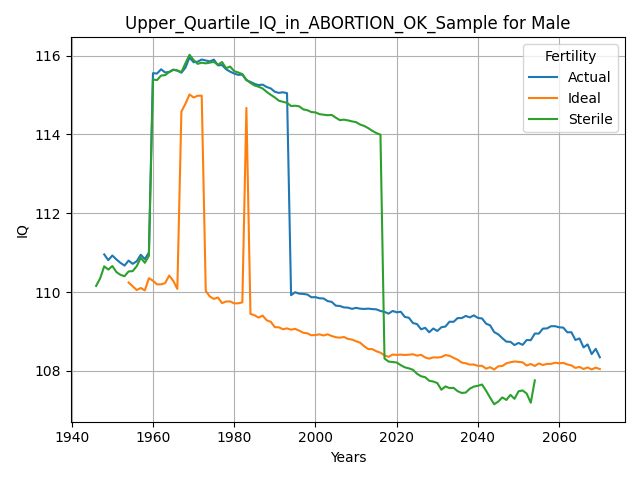 Upper_Quartile_IQ_in_ABORTION_OK_Sample for Male
Fertility
Actual
Ideal
Sterile
IQ
116
114
112
110
108
1940
1960
1980
2000
2020
2040
2060
Years